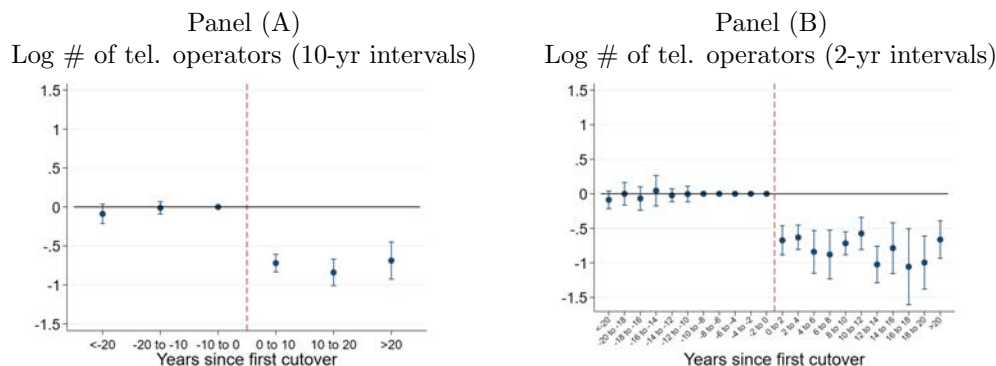 Panel (A)
Log # of tel. operators (10-yr intervals)
1.5
1
.5
0
-.5
-1
-1.5
<-20
-20 to -10
-10 to 0
0 to 10
10 to 20
>20
Years since first cutover
Panel (B)
Log # of tel. operators (2-yr intervals)
1.5
1
.5
0
-.5
-1
-1.5
<-20
-20 to -18
-18 to -16
-16 to -14
-14 to -12
-12 to -10
-10 to -8
-8 to -6
-6 to -4
-4 to -2
-2 to 0
0 to 2
2 to 4
4 to 6
6 to 8
8 to 10
10 to 12
12 to 14
14 to 16
16 to 18
18 to 20
>20
Years since first cutover